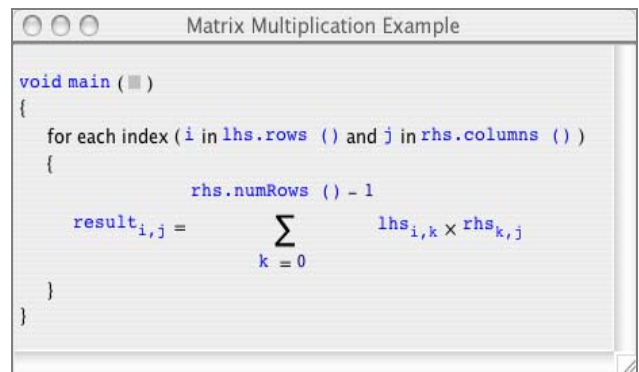 Matrix Multiplication Example
void main ( )
{
for each index ( i in lhs.rows () and j in rhs.columns () )
{
rhs.numRows () – 1
result i,j = ∑ lhs i,k × rhs k,j
k = 0
}
}